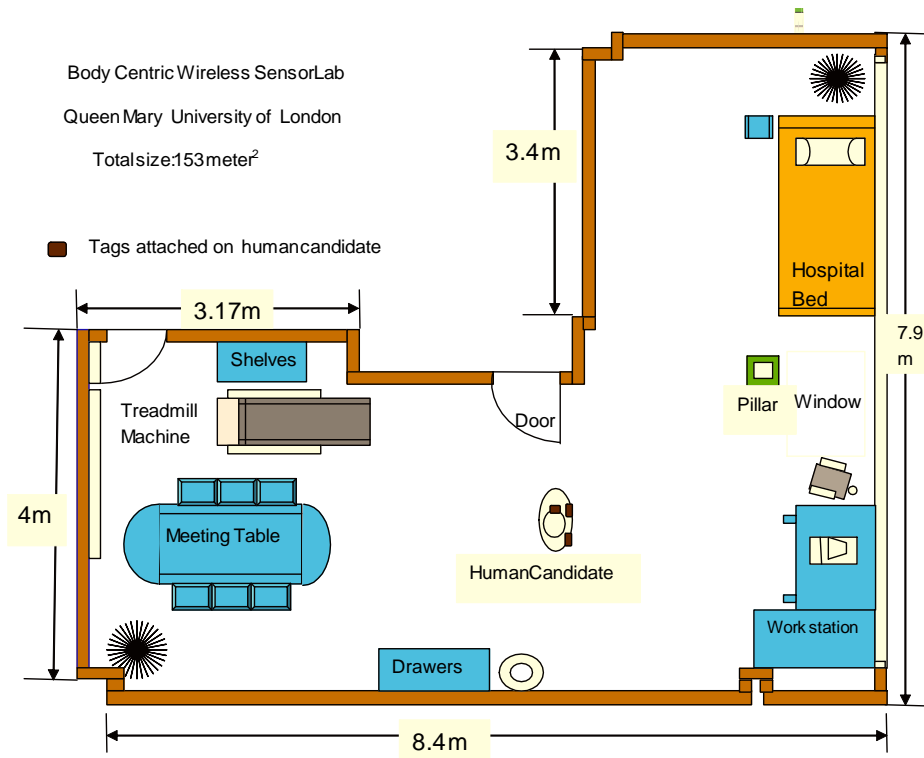 Body Centric Wireless SensorLab
Queen Mary University of London
Totalsize:153meter²
Tags attached on humancandidate
3.4m
3.17m
Hospital
Bed
7.9
m
Shelves
Treadmill
Machine
Door
Pillar
Window
4m
Meeting Table
HumanCandidate
Work station
Drawers
8.4m